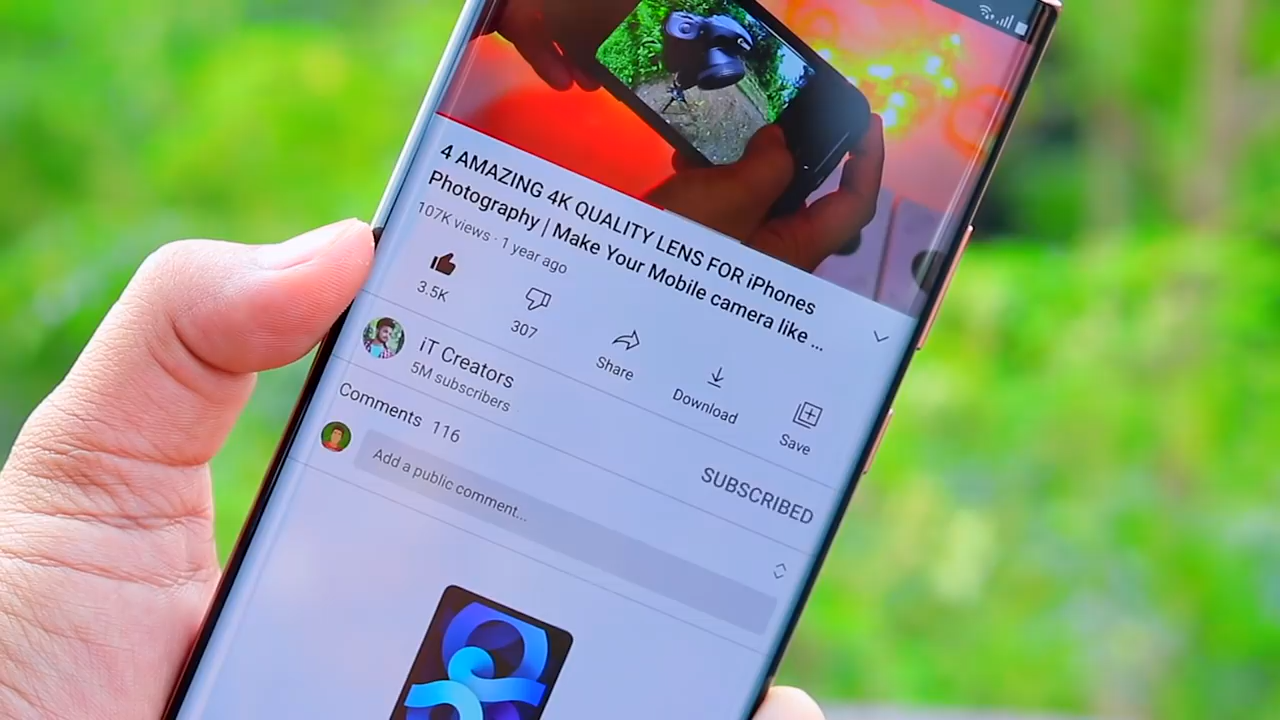 4 AMAZING 4K QUALITY LENS FOR iPhones
Photography | Make Your Mobile camera like ...
107K views · 1 year ago
3.5K
307
Share
Download
Save
iT Creators
5M subscribers
SUBSCRIBED
Comments 116
Add a public comment...